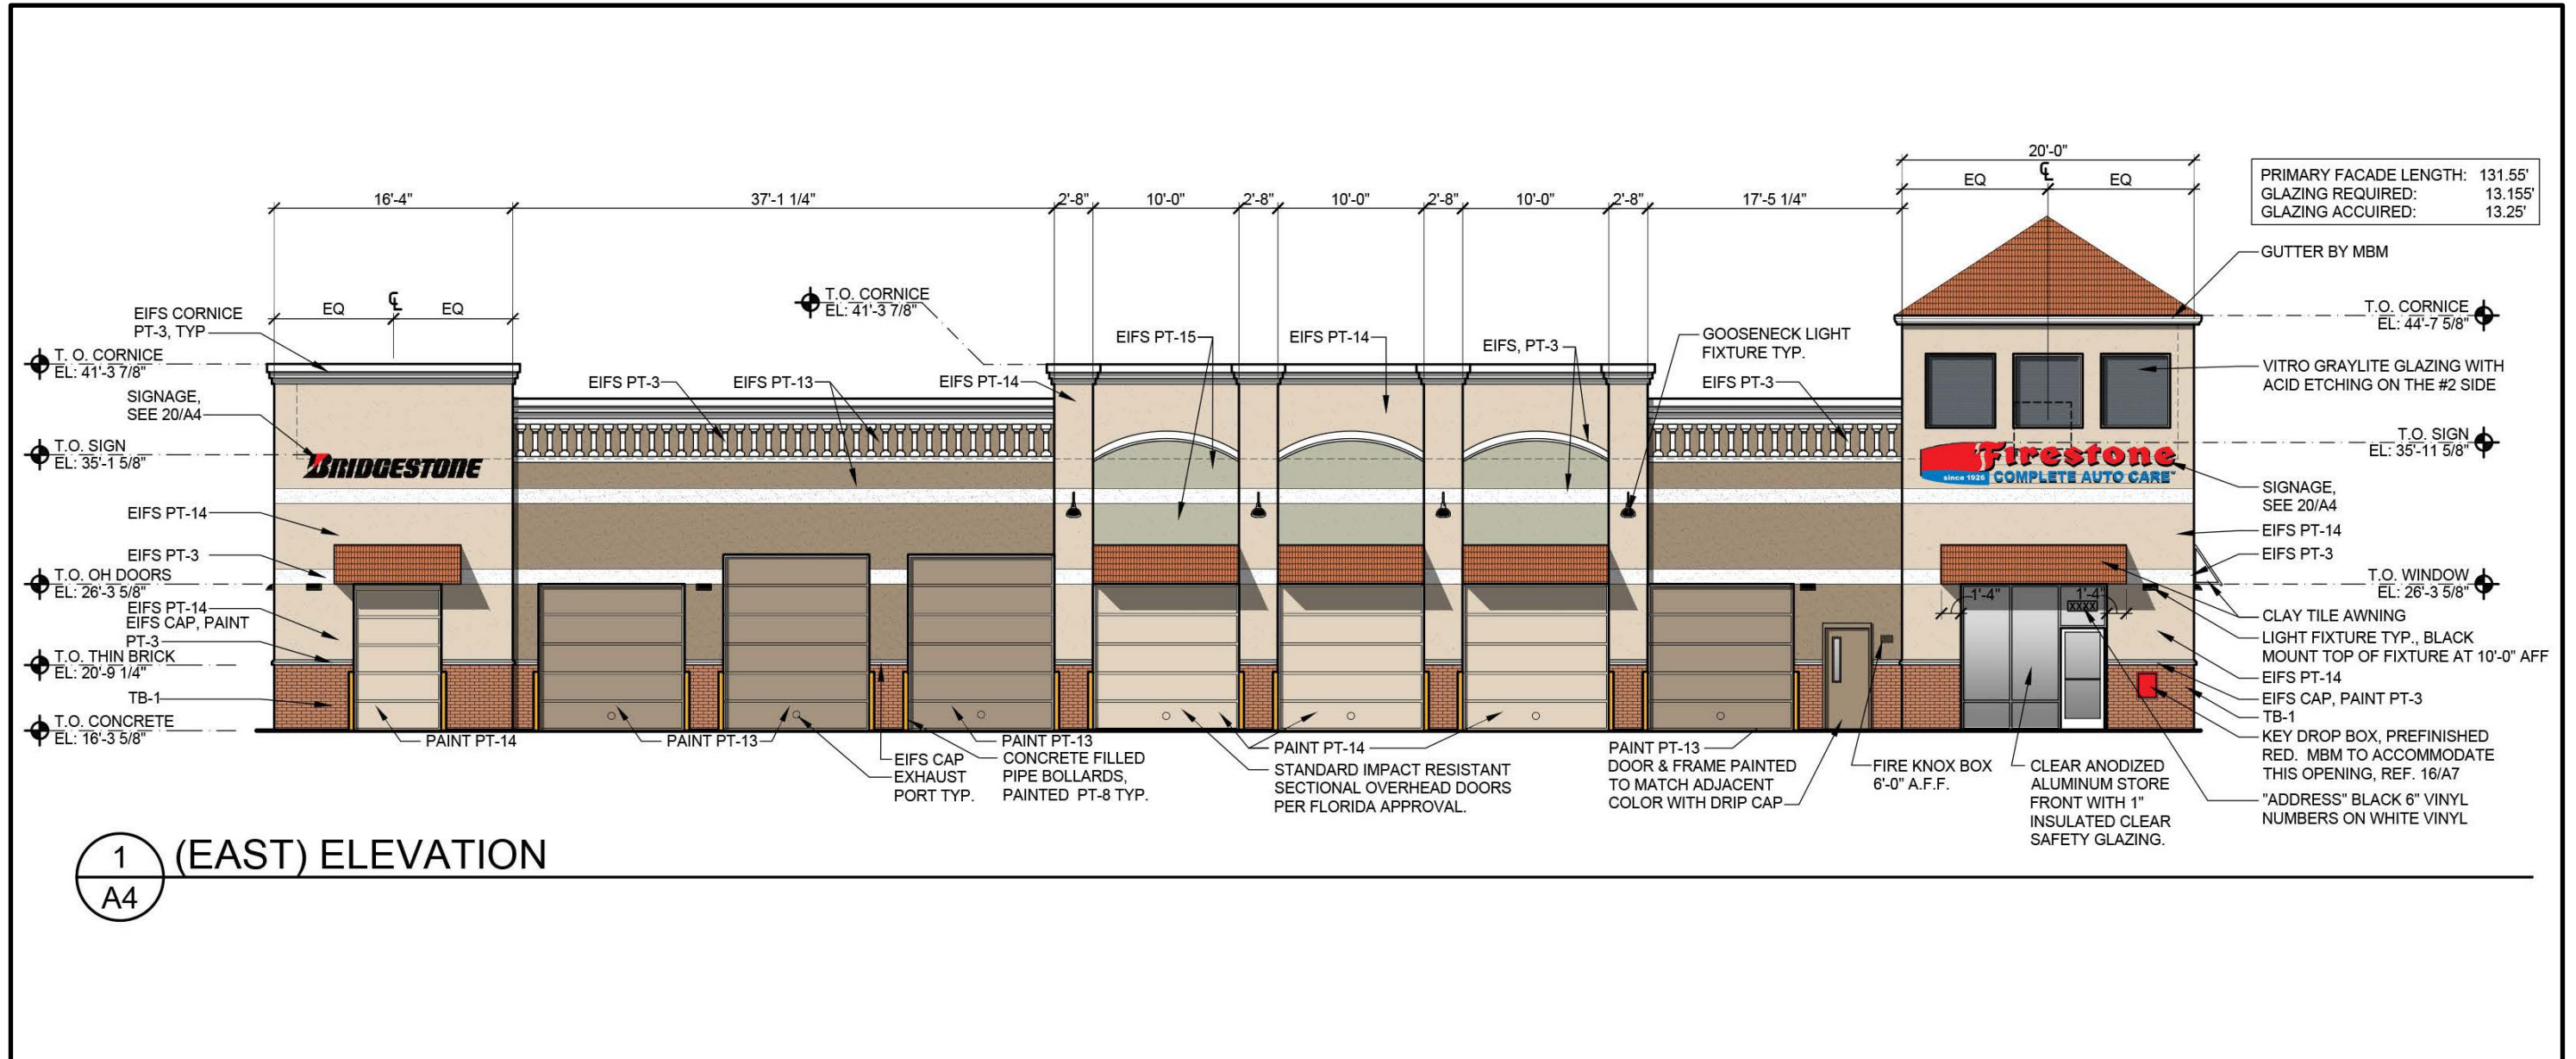 20'-0"
EQ
℄
EQ
PRIMARY FACADE LENGTH: 131.55'
GLAZING REQUIRED: 13.155'
GLAZING ACCUIRED: 13.25'
16'-4"
37'-1 1/4"
2'-8"
10'-0"
2'-8"
10'-0"
2'-8"
10'-0"
2'-8"
17'-5 1/4"
EQ
℄
EQ
EIFS CORNICE
PT-3, TYP
T. O. CORNICE
EL: 41'-3 7/8"
SIGNAGE,
SEE 20/A4
T.O. SIGN
EL: 35'-1 5/8"
EIFS PT-14
EIFS PT-3
T.O. OH DOORS
EL: 26'-3 5/8"
EIFS PT-14
EIFS CAP, PAINT
PT-3
T.O. THIN BRICK
EL: 20'-9 1/4"
TB-1
T.O. CONCRETE
EL: 16'-3 5/8"
BRIDGESTONE
T.O. CORNICE
EL: 41'-3 7/8"
EIFS PT-3
EIFS PT-13
EIFS PT-14
EIFS PT-15
EIFS PT-14
EIFS, PT-3
GOOSENECK LIGHT
FIXTURE TYP.
EIFS PT-3
Firestone
since 1926 COMPLETE AUTO CARE™
1'-4"
1'-4"
XXXX
GUTTER BY MBM
T.O. CORNICE
EL: 44'-7 5/8"
VITRO GRAYLITE GLAZING WITH
ACID ETCHING ON THE #2 SIDE
T.O. SIGN
EL: 35'-11 5/8"
SIGNAGE,
SEE 20/A4
EIFS PT-14
EIFS PT-3
T.O. WINDOW
EL: 26'-3 5/8"
CLAY TILE AWNING
LIGHT FIXTURE TYP., BLACK
MOUNT TOP OF FIXTURE AT 10'-0" AFF
EIFS PT-14
EIFS CAP, PAINT PT-3
TB-1
KEY DROP BOX, PREFINISHED
RED. MBM TO ACCOMMODATE
THIS OPENING, REF. 16/A7
"ADDRESS" BLACK 6" VINYL
NUMBERS ON WHITE VINYL
PAINT PT-14
PAINT PT-13
EIFS CAP
EXHAUST
PORT TYP.
PAINT PT-13
CONCRETE FILLED
PIPE BOLLARDS,
PAINTED PT-8 TYP.
PAINT PT-14
STANDARD IMPACT RESISTANT
SECTIONAL OVERHEAD DOORS
PER FLORIDA APPROVAL.
PAINT PT-13
DOOR & FRAME PAINTED
TO MATCH ADJACENT
COLOR WITH DRIP CAP
FIRE KNOX BOX
6'-0" A.F.F.
CLEAR ANODIZED
ALUMINUM STORE
FRONT WITH 1"
INSULATED CLEAR
SAFETY GLAZING.
1
A4
(EAST) ELEVATION